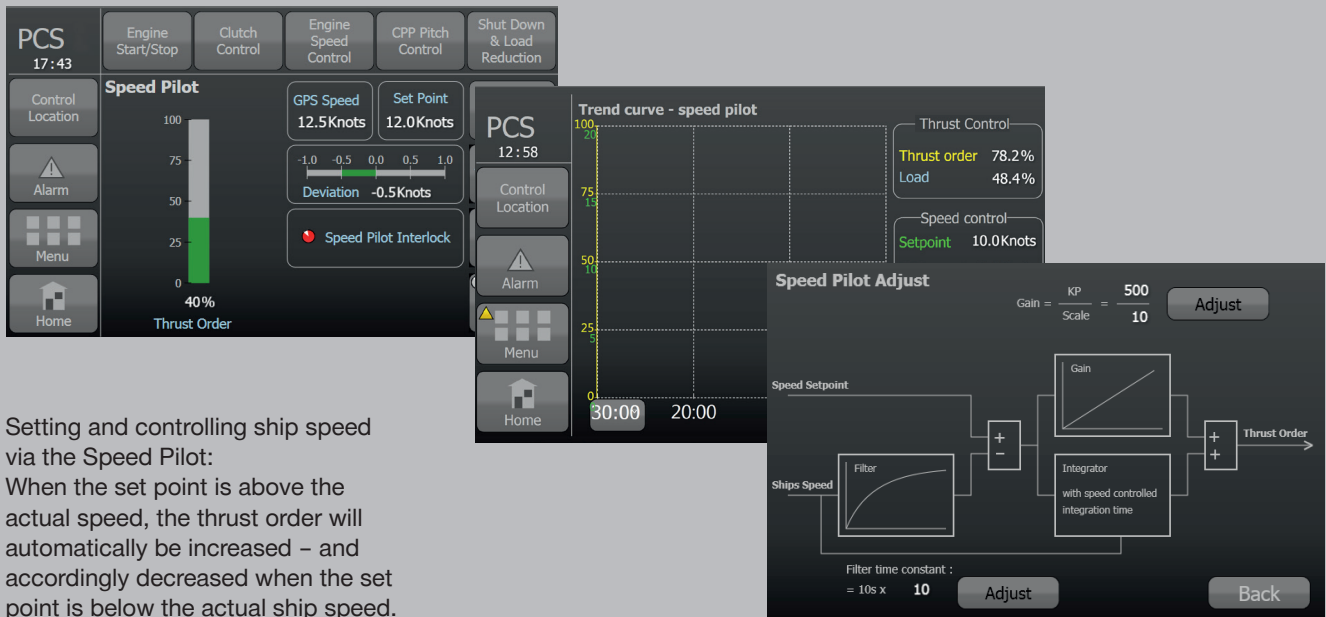 PCS
17:43
Engine
Start/Stop
Clutch
Control
Engine
Speed
Control
CPP Pitch
Control
Shut Down
& Load
Reduction
Control
Location
Alarm
Menu
Home
Speed Pilot
100
75
50
25
0
40%
Thrust Order
GPS Speed
12.5Knots
Set Point
12.0Knots
-1.0 -0.5 0.0 0.5 1.0
Deviation -0.5Knots
Speed Pilot Interlock
PCS
12:58
Control
Location
Alarm
Menu
Home
Trend curve - speed pilot
100
20
75
15
50
10
25
5
0
30:00 20:00
Thrust Control
Thrust order 78.2%
Load 48.4%
Speed control
Setpoint 10.0Knots
Speed Pilot Adjust
Gain = KP / Scale = 500 / 10
Adjust
Speed Setpoint
Ships Speed
Filter
+
−
Gain
Integrator
with speed controlled
integration time
+
+
Thrust Order
Filter time constant :
= 10s x 10
Adjust
Back
Setting and controlling ship speed
via the Speed Pilot:
When the set point is above the
actual speed, the thrust order will
automatically be increased – and
accordingly decreased when the set
point is below the actual ship speed.